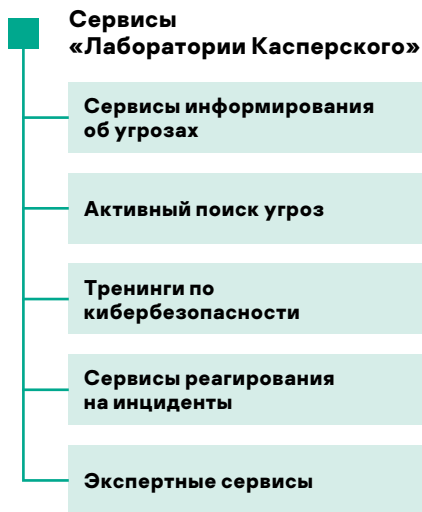 Сервисы
«Лаборатории Касперского»
Сервисы информирования
об угрозах
Активный поиск угроз
Тренинги по
кибербезопасности
Сервисы реагирования
на инциденты
Экспертные сервисы